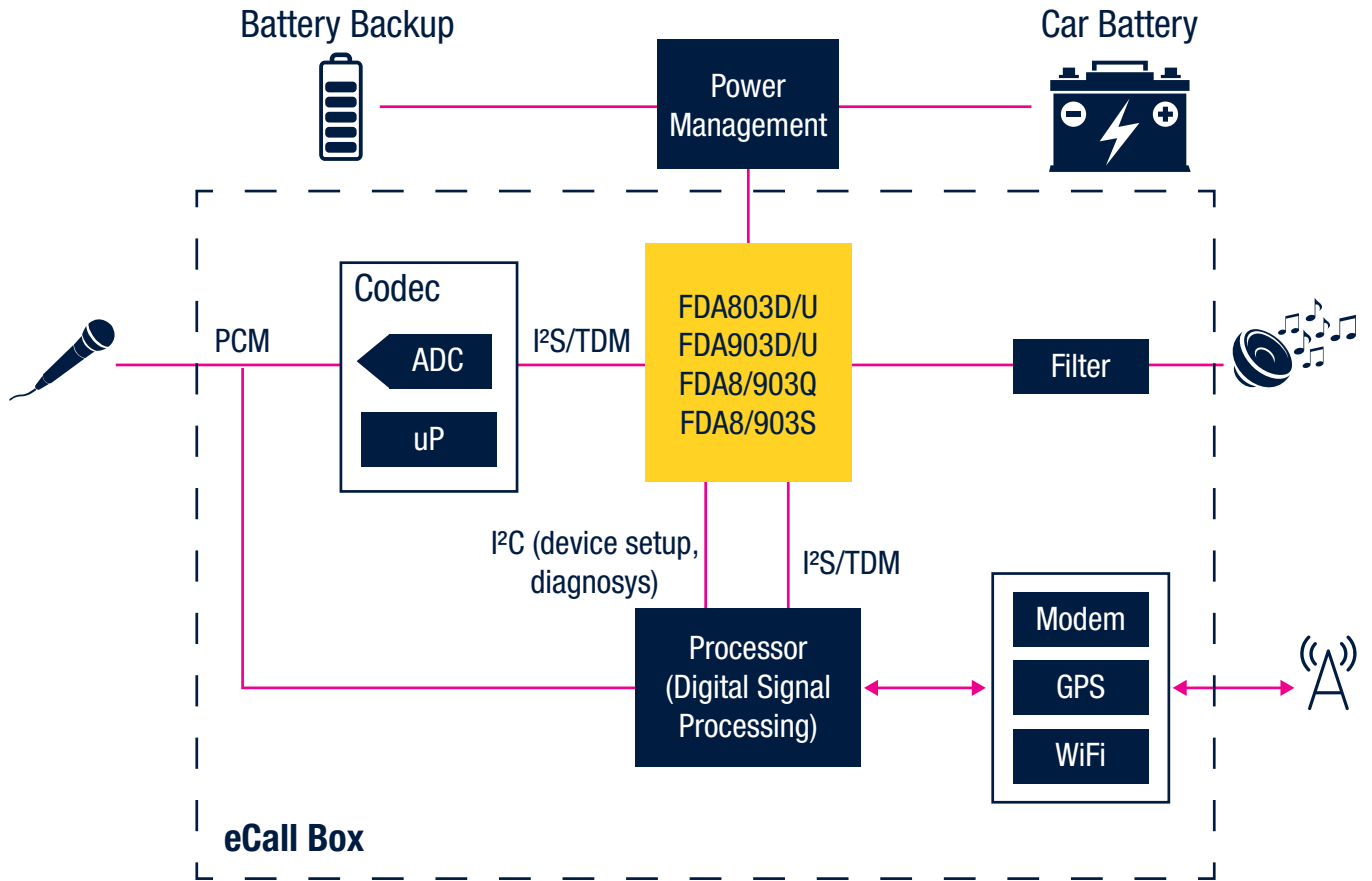 Battery Backup
Car Battery
Power
Management
Codec
ADC
uP
PCM
I²S/TDM
FDA803D/U
FDA903D/U
FDA8/903Q
FDA8/903S
Filter
I²C (device setup,
diagnosys)
I²S/TDM
Processor
(Digital Signal
Processing)
Modem
GPS
WiFi
eCall Box